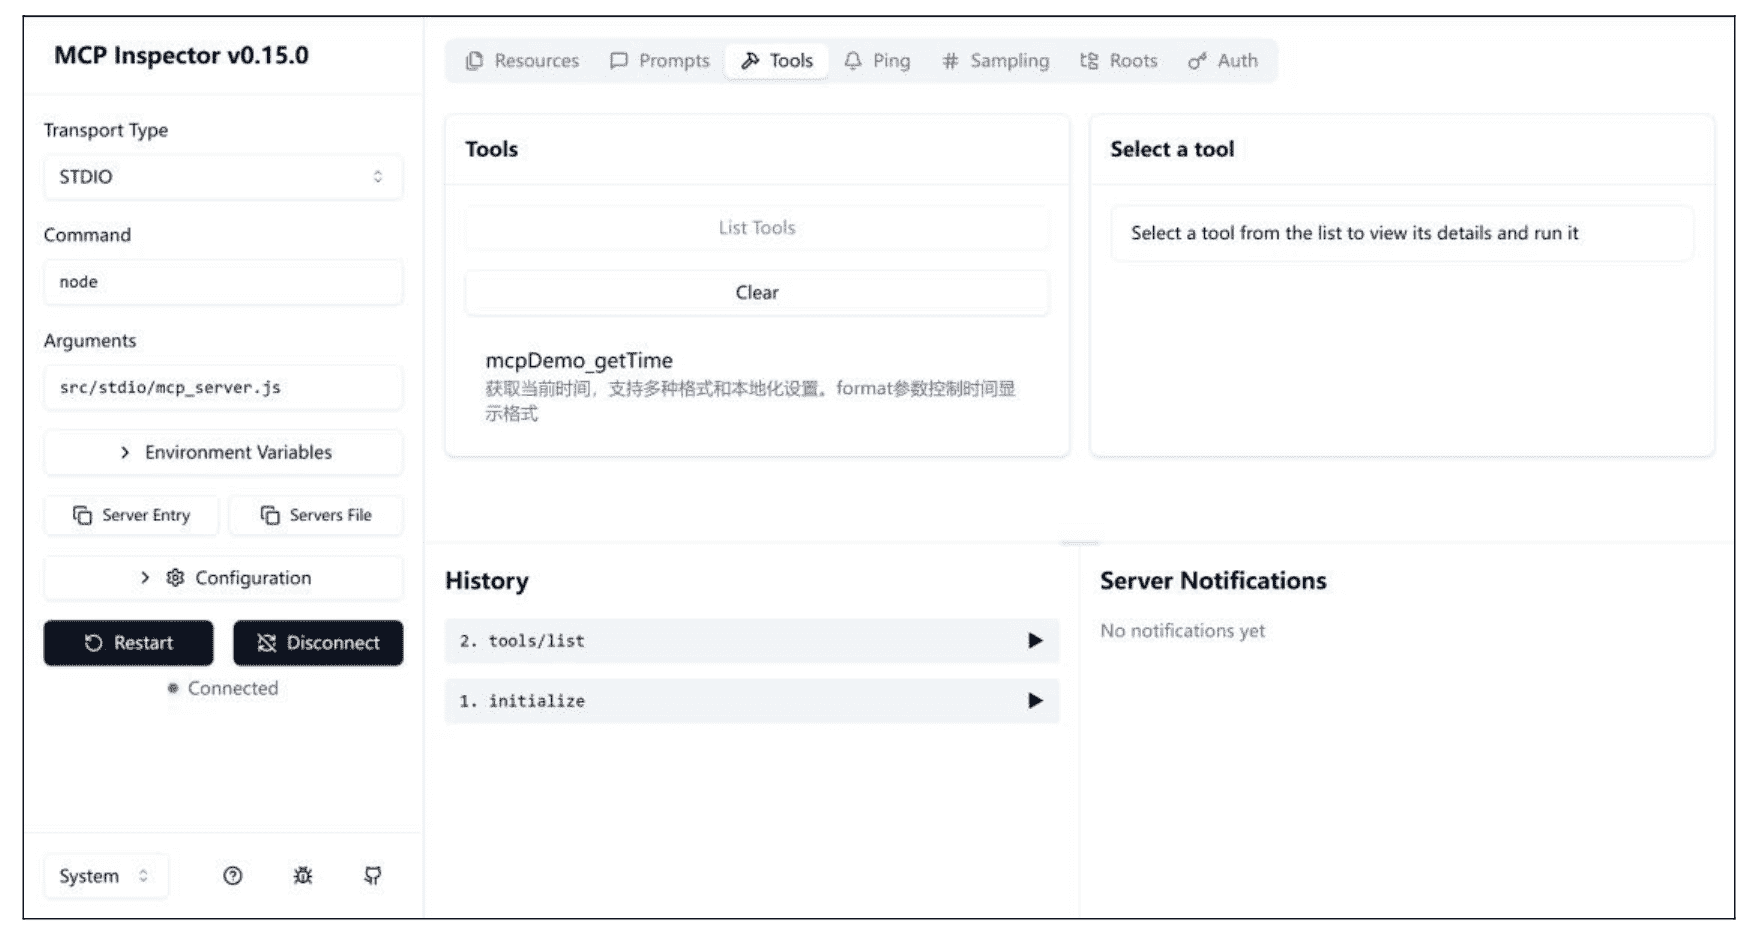 MCP Inspector v0.15.0
Transport Type
STDIO
Command
node
Arguments
src/stdio/mcp_server.js
Environment Variables
Server Entry
Servers File
Configuration
Restart
Disconnect
Connected
System
Resources
Prompts
Tools
Ping
Sampling
Roots
Auth
Tools
List Tools
Clear
mcpDemo_getTime
获取当前时间，支持多种格式和本地化设置。format参数控制时间显
示格式
Select a tool
Select a tool from the list to view its details and run it
History
2. tools/list
1. initialize
Server Notifications
No notifications yet